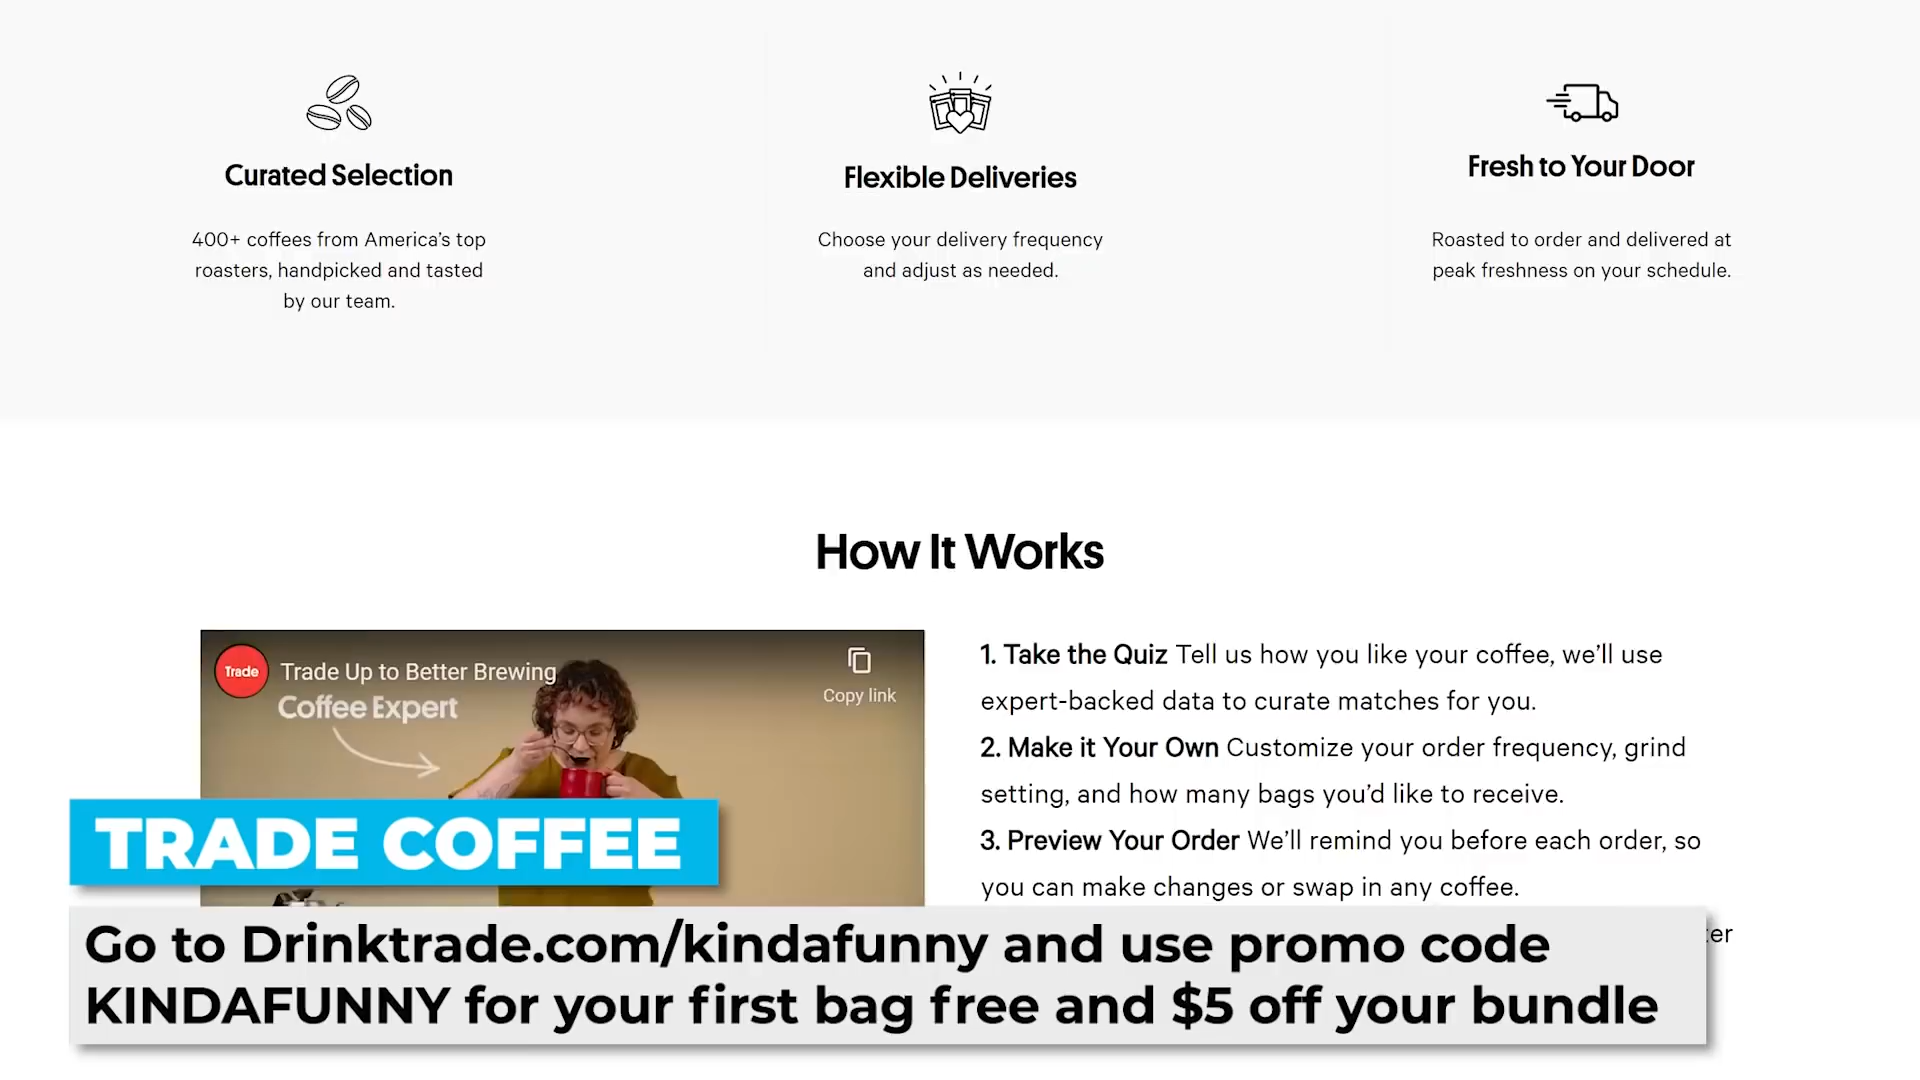 Curated Selection
400+ coffees from America's top
roasters, handpicked and tasted
by our team.
Flexible Deliveries
Choose your delivery frequency
and adjust as needed.
Fresh to Your Door
Roasted to order and delivered at
peak freshness on your schedule.
How It Works
Trade
Trade Up to Better Brewing
Copy link
Coffee Expert
1. Take the Quiz Tell us how you like your coffee, we'll use
expert-backed data to curate matches for you.
2. Make it Your Own Customize your order frequency, grind
setting, and how many bags you'd like to receive.
3. Preview Your Order We'll remind you before each order, so
you can make changes or swap in any coffee.
TRADE COFFEE
Go to Drinktrade.com/kindafunny and use promo code
KINDAFUNNY for your first bag free and $5 off your bundle